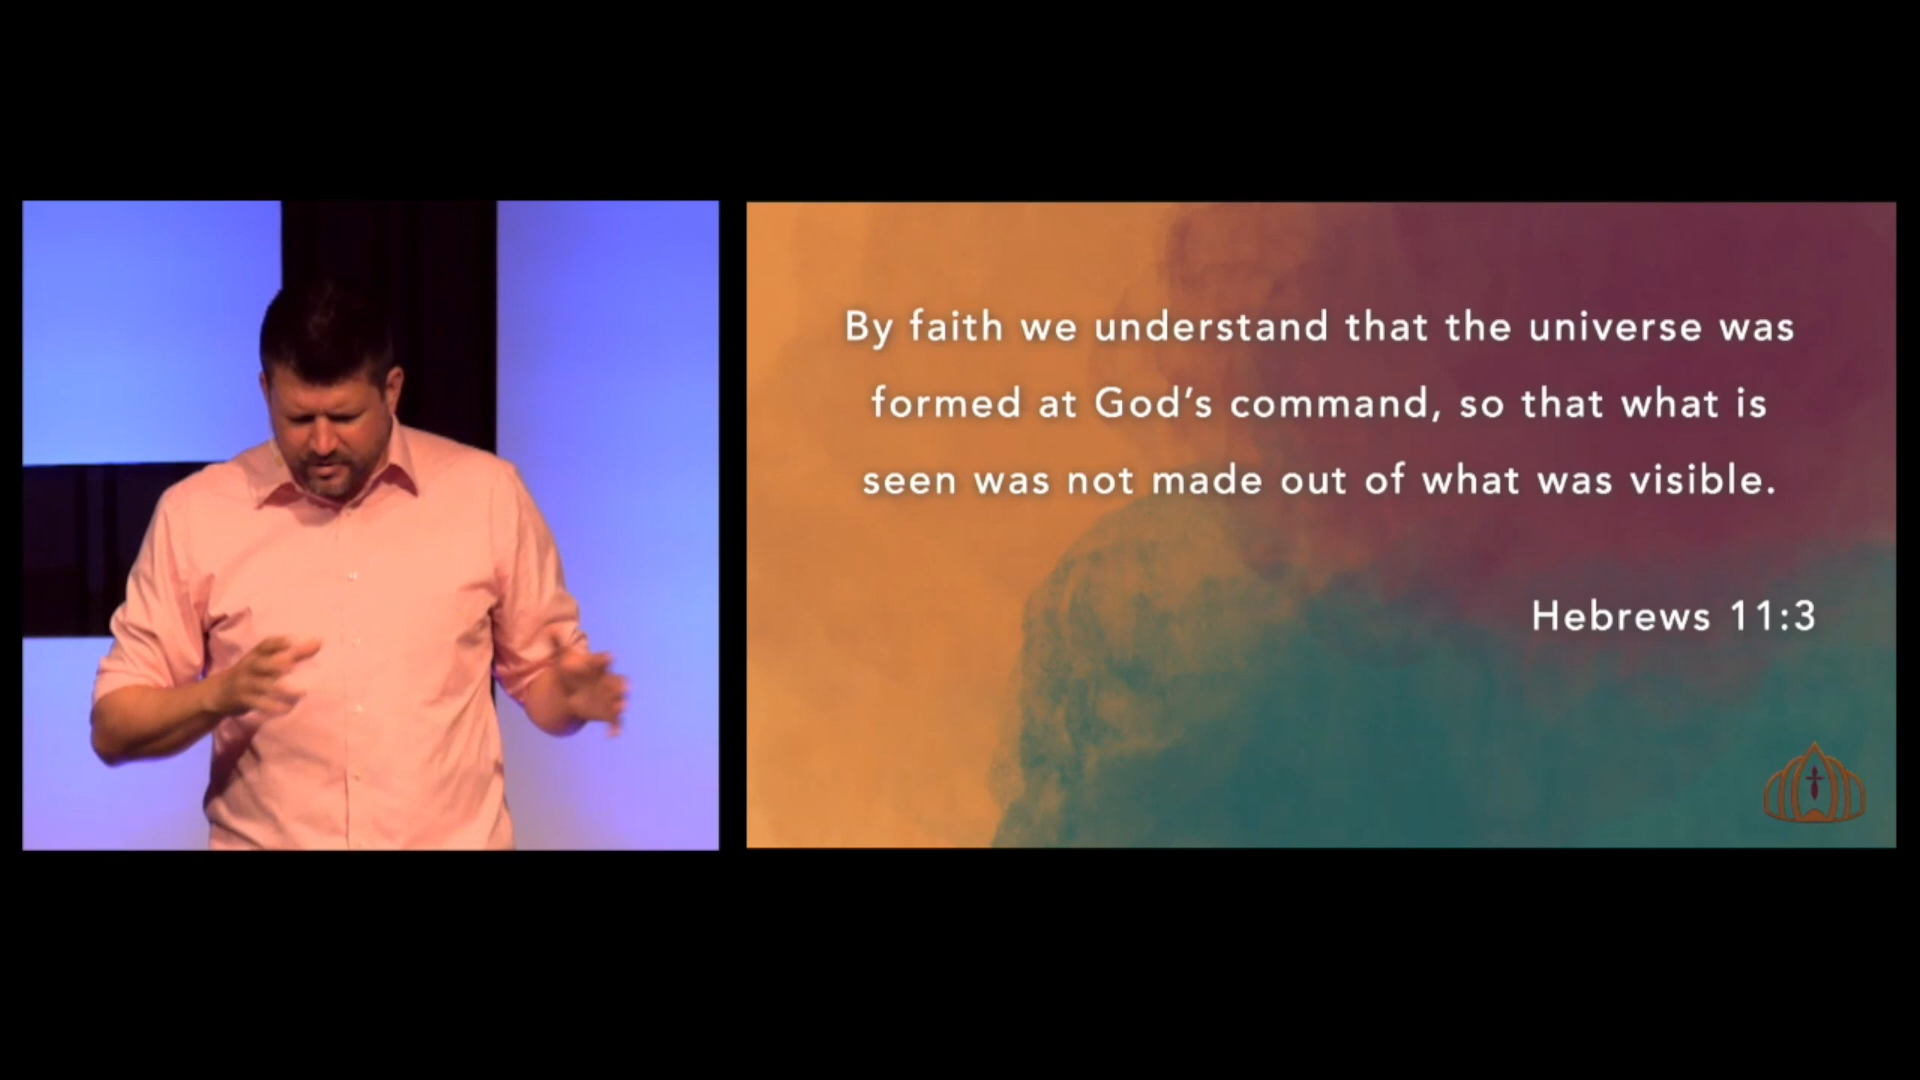 By faith we understand that the universe was
formed at God’s command, so that what is
seen was not made out of what was visible.
Hebrews 11:3